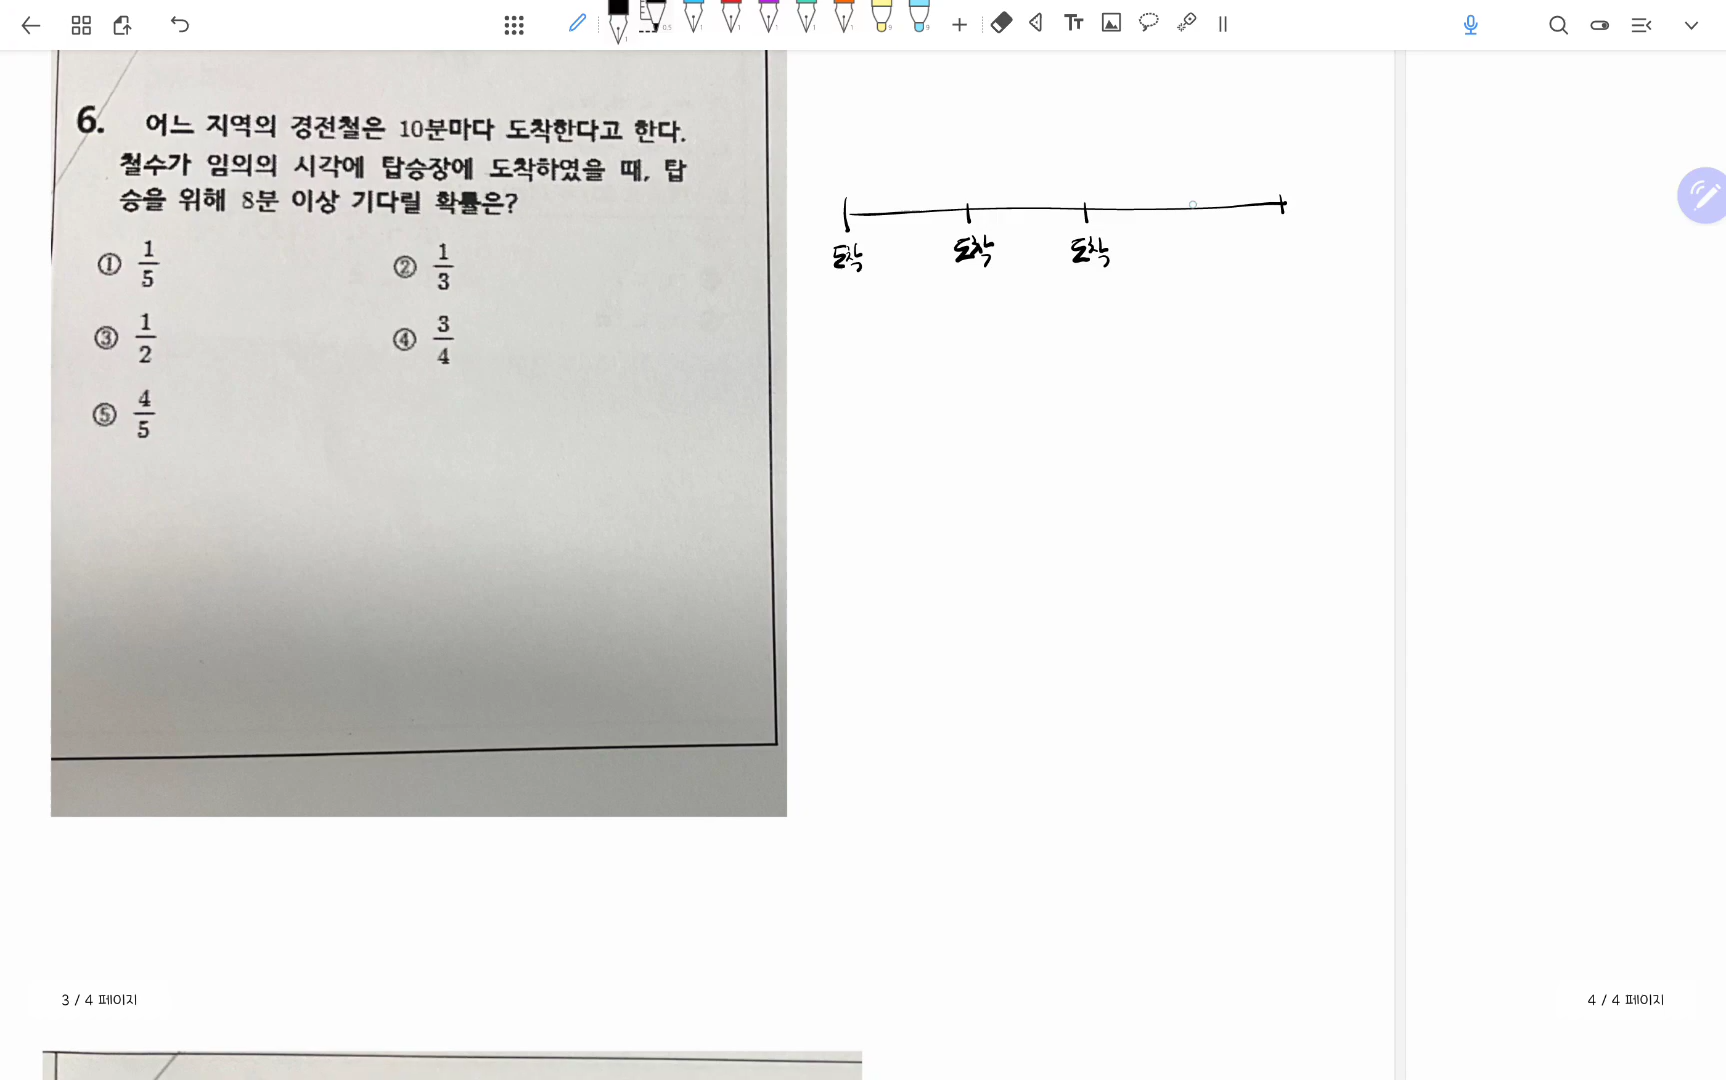 6. 어느 지역의 경전철은 10분마다 도착한다고 한다.
철수가 임의의 시각에 탑승장에 도착하였을 때, 탑
승을 위해 8분 이상 기다릴 확률은?
① 1/5 ② 1/3
③ 1/2 ④ 3/4
⑤ 4/5
도착 도착 도착
3 / 4 페이지
4 / 4 페이지